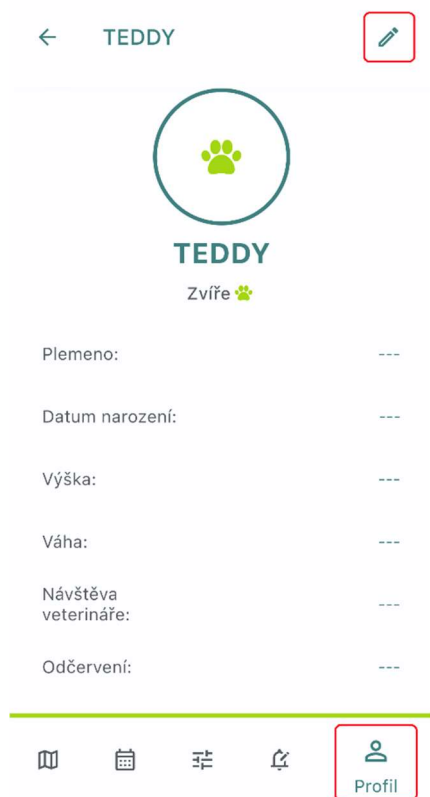 TEDDY
TEDDY
Zvíře
Plemeno: ---
Datum narození: ---
Výška: ---
Váha: ---
Návštěva
veterináře: ---
Odčervení: ---
Profil